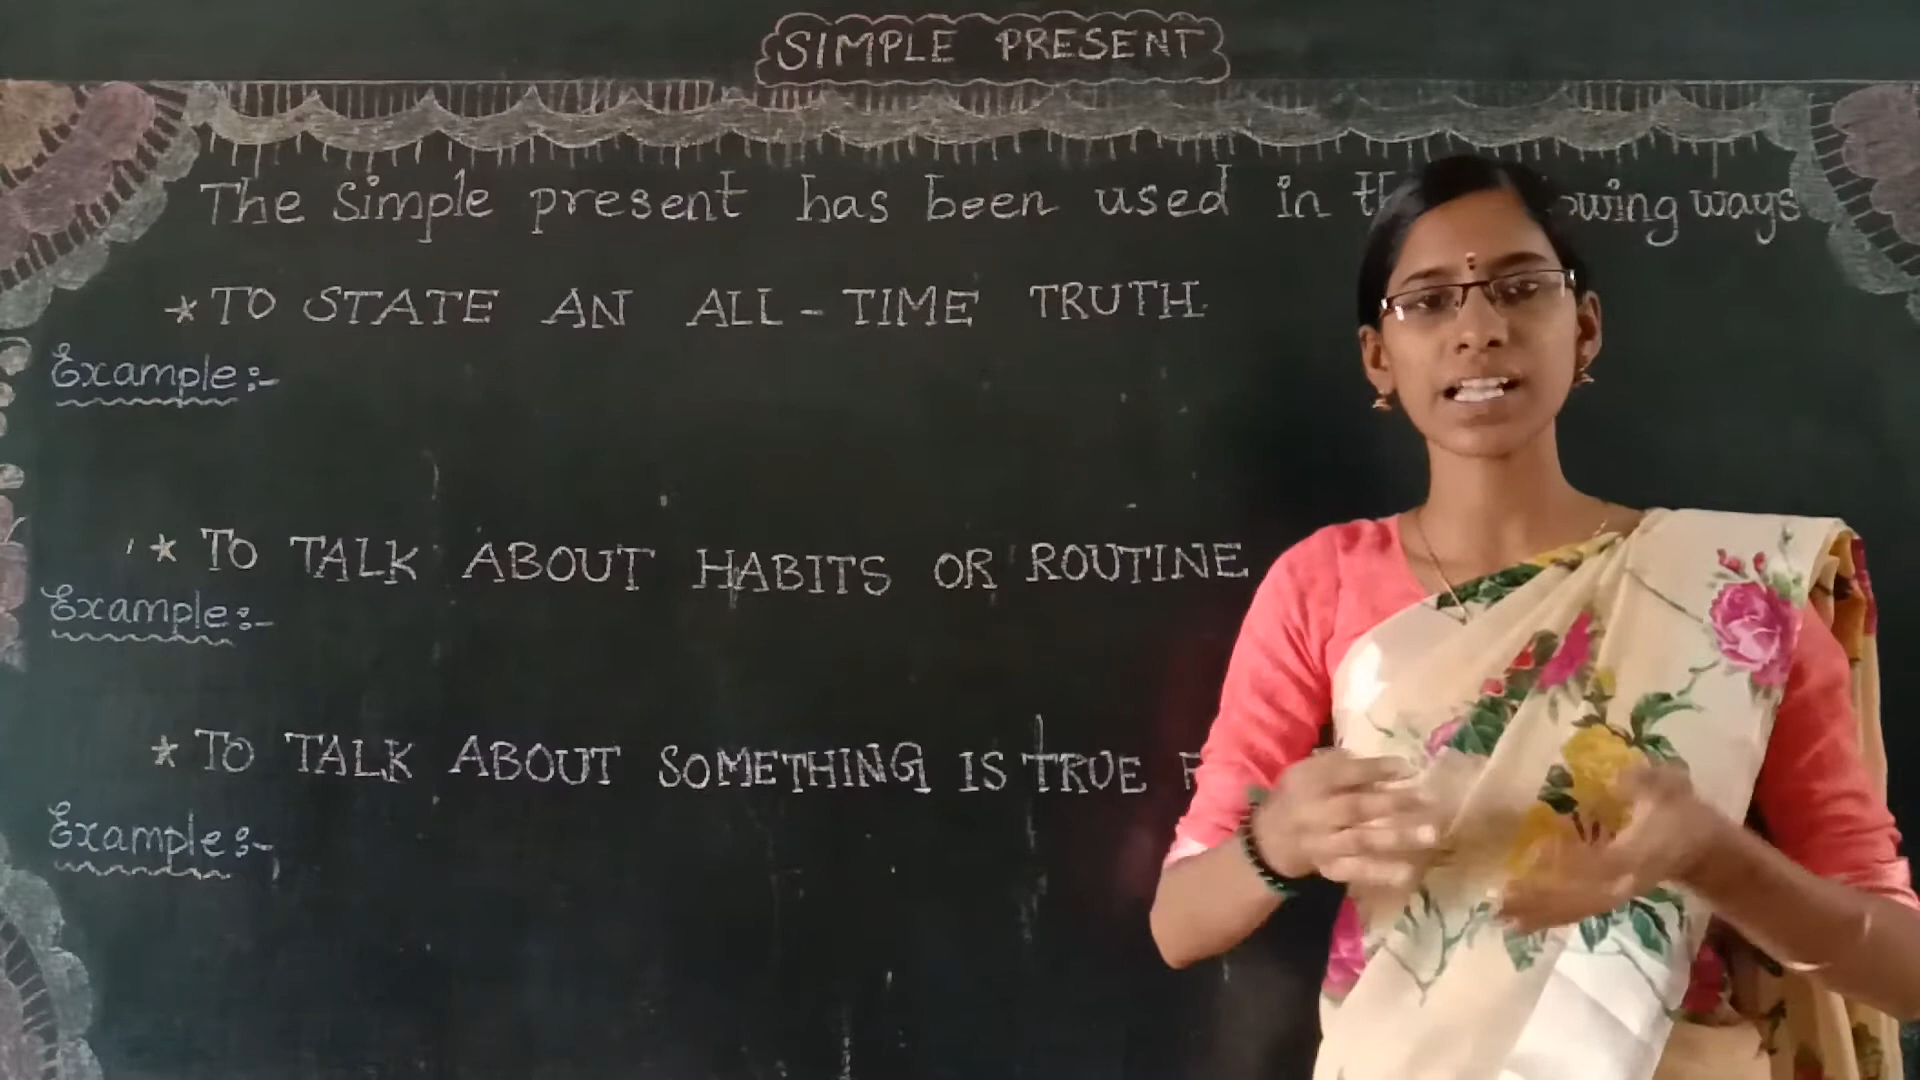 SIMPLE PRESENT
The Simple present has been used in ways
* TO STATE AN ALL - TIME TRUTH.
Example:-
* TO TALK ABOUT HABITS OR ROUTINE
Example:-
* TO TALK ABOUT SOMETHING IS TRUE
Example:-